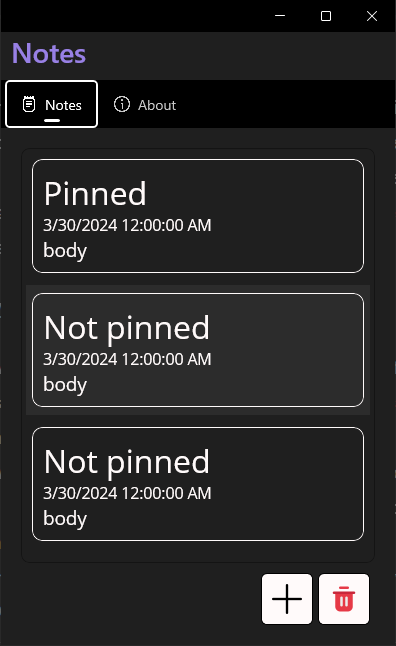 Notes
Notes
About
Pinned
3/30/2024 12:00:00 AM
body
Not pinned
3/30/2024 12:00:00 AM
body
Not pinned
3/30/2024 12:00:00 AM
body